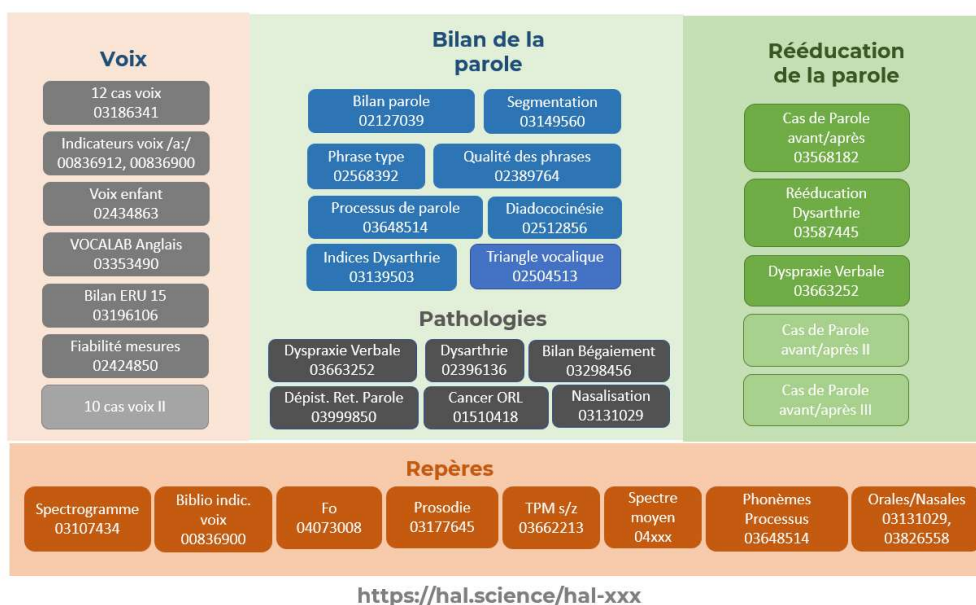 Voix
12 cas voix
03186341
Indicateurs voix /a:/
00836912, 00836900
Voix enfant
02434863
VOCALAB Anglais
03353490
Bilan ERU 15
03196106
Fiabilité mesures
02424850
10 cas voix II
Bilan de la
parole
Bilan parole
02127039
Segmentation
03149560
Phrase type
02568392
Qualité des phrases
02389764
Processus de parole
03648514
Diadococinésie
02512856
Indices Dysarthrie
03139503
Triangle vocalique
02504513
Pathologies
Dyspraxie Verbale
03663252
Dysarthrie
02396136
Bilan Bégaiement
03298456
Dépist. Ret. Parole
03999850
Cancer ORL
01510418
Nasalisation
03131029
Rééducation
de la parole
Cas de Parole
avant/après
03568182
Rééducation
Dysarthrie
03587445
Dyspraxie Verbale
03663252
Cas de Parole
avant/après II
Cas de Parole
avant/après III
Repères
Spectrogramme
03107434
Biblio indic.
voix
00836900
Fo
04073008
Prosodie
03177645
TPM s/z
03662213
Spectre
moyen
04xxx
Phonèmes
Processus
03648514
Orales/Nasales
03131029,
03826558
https://hal.science/hal-xxx